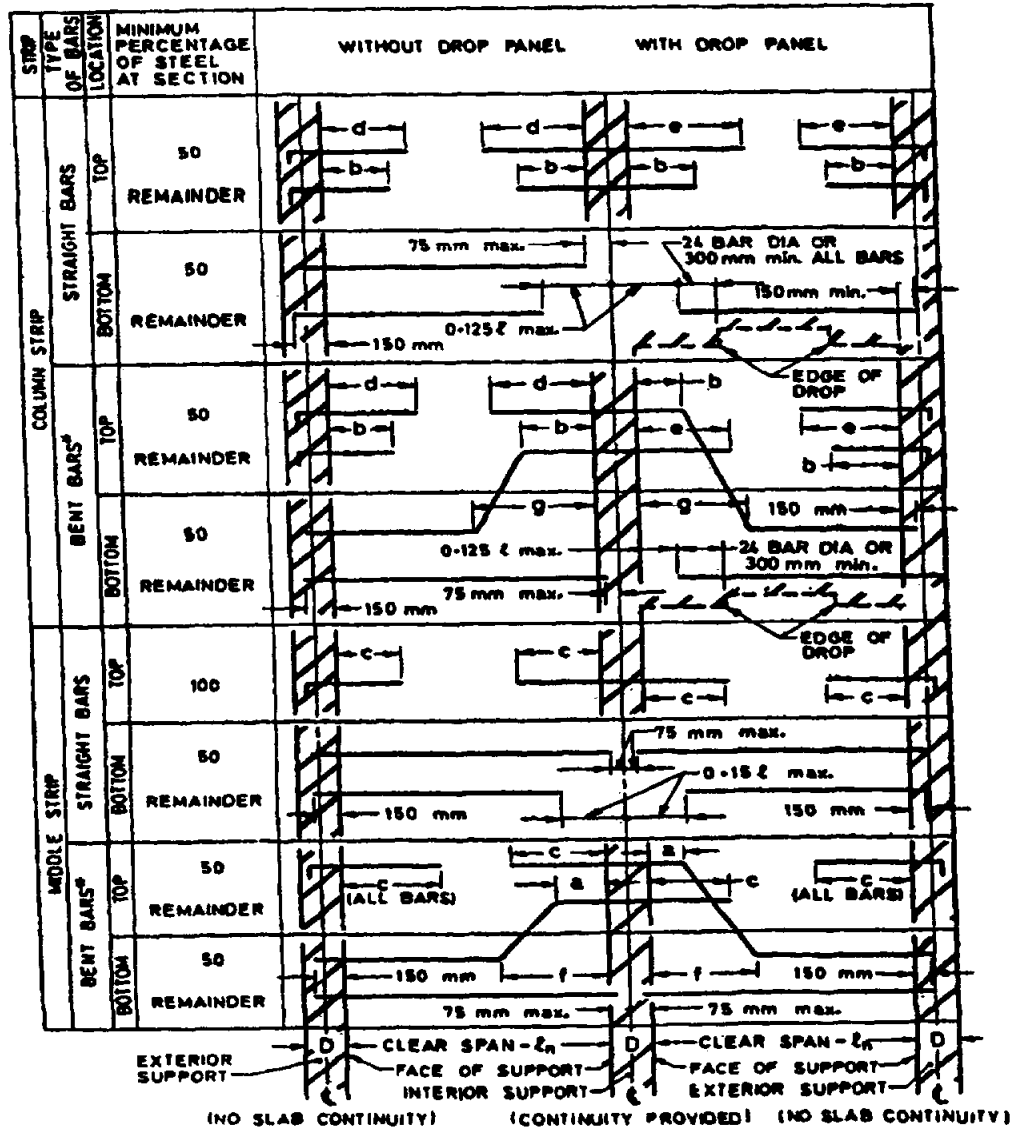 STRIP
TYPE OF BARS
LOCATION
MINIMUM
PERCENTAGE
OF STEEL
AT SECTION
WITHOUT DROP PANEL
WITH DROP PANEL
COLUMN STRIP
STRAIGHT BARS
TOP
50
REMAINDER
d
d
e
e
b
b
b
b
BOTTOM
50
REMAINDER
75 mm max.
24 BAR DIA OR
300 mm min. ALL BARS
150 mm min.
0·125 ℓ max.
150 mm
EDGE OF
DROP
BENT BARS*
TOP
50
REMAINDER
d
d
b
b
b
e
e
b
BOTTOM
50
REMAINDER
g
g
150 mm
0·125 ℓ max.
24 BAR DIA OR
300 mm min.
75 mm max.
150 mm
EDGE OF
DROP
MIDDLE STRIP
STRAIGHT BARS
TOP
100
c
c
c
c
BOTTOM
50
REMAINDER
75 mm max.
0·15 ℓ max.
150 mm
150 mm
BENT BARS*
TOP
50
REMAINDER
c
a
c
(ALL BARS)
a
c
c
(ALL BARS)
BOTTOM
50
REMAINDER
150 mm
f
f
150 mm
75 mm max.
75 mm max.
D
CLEAR SPAN - ℓn
D
CLEAR SPAN - ℓn
D
EXTERIOR
SUPPORT
FACE OF SUPPORT
FACE OF SUPPORT
INTERIOR SUPPORT
EXTERIOR SUPPORT
℄
℄
℄
(NO SLAB CONTINUITY)
(CONTINUITY PROVIDED)
(NO SLAB CONTINUITY)